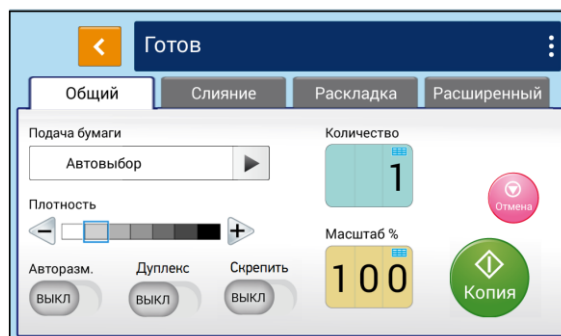 Готов
Общий Слияние Раскладка Расширенный
Подача бумаги
Количество
Автовыбор
1
Отмена
Плотность
Масштаб %
100
Авторазм. Дуплекс Скрепить
ВЫКЛ ВЫКЛ ВЫКЛ
Копия